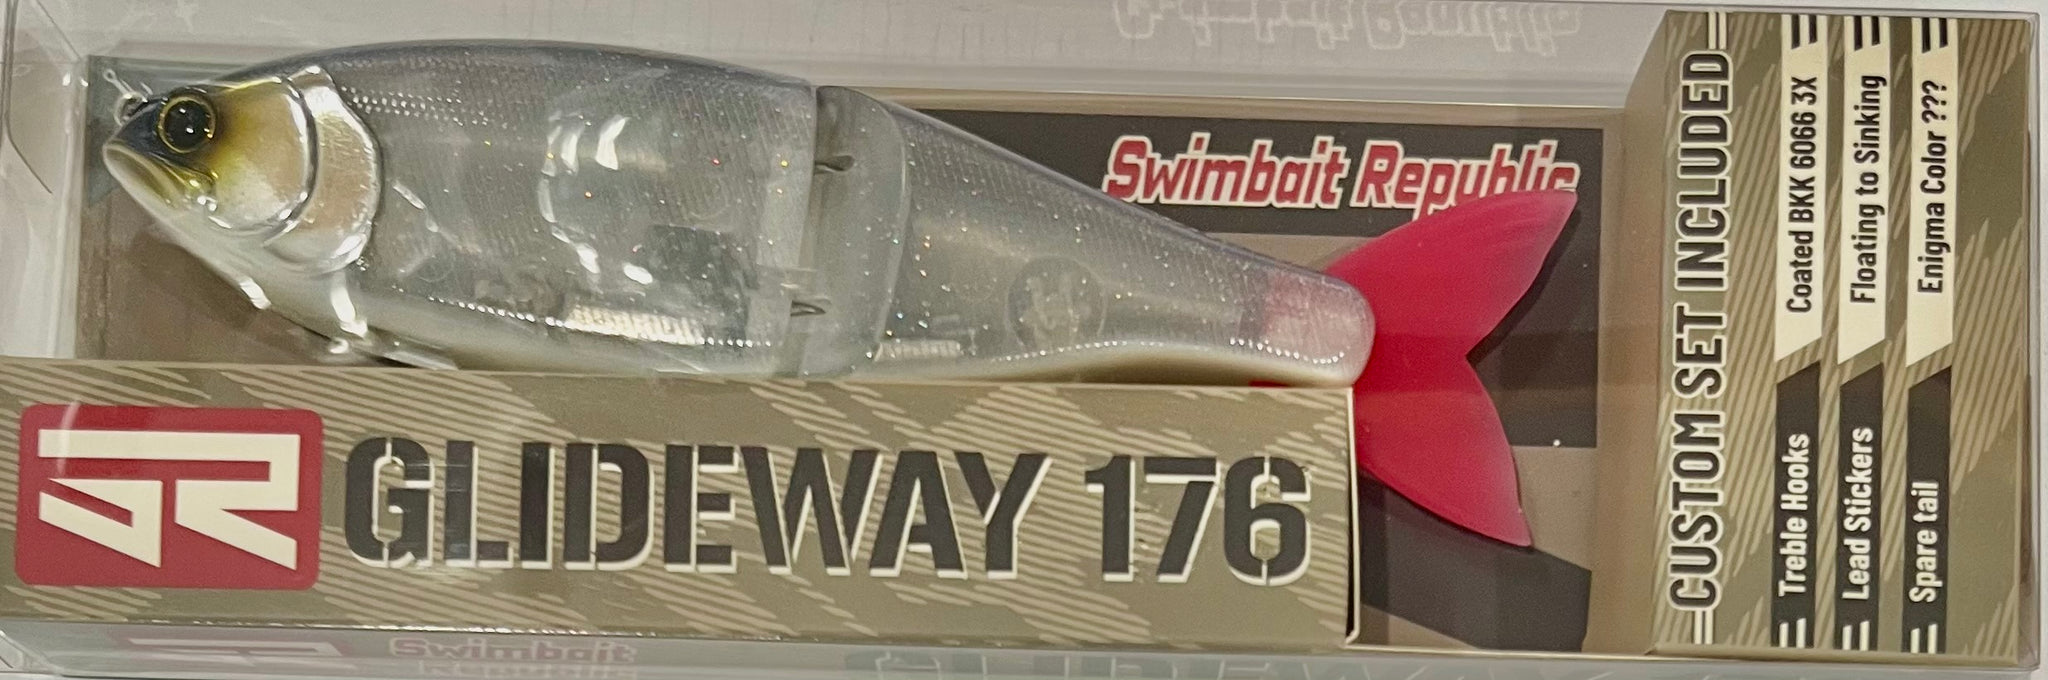 Swimbait Republic
GLIDEWAY 176
CUSTOM SET INCLUDED
Treble Hooks Coated BKK 6066 3X
Lead Stickers Floating to Sinking
Spare tail Enigma Color ???
Swimbait